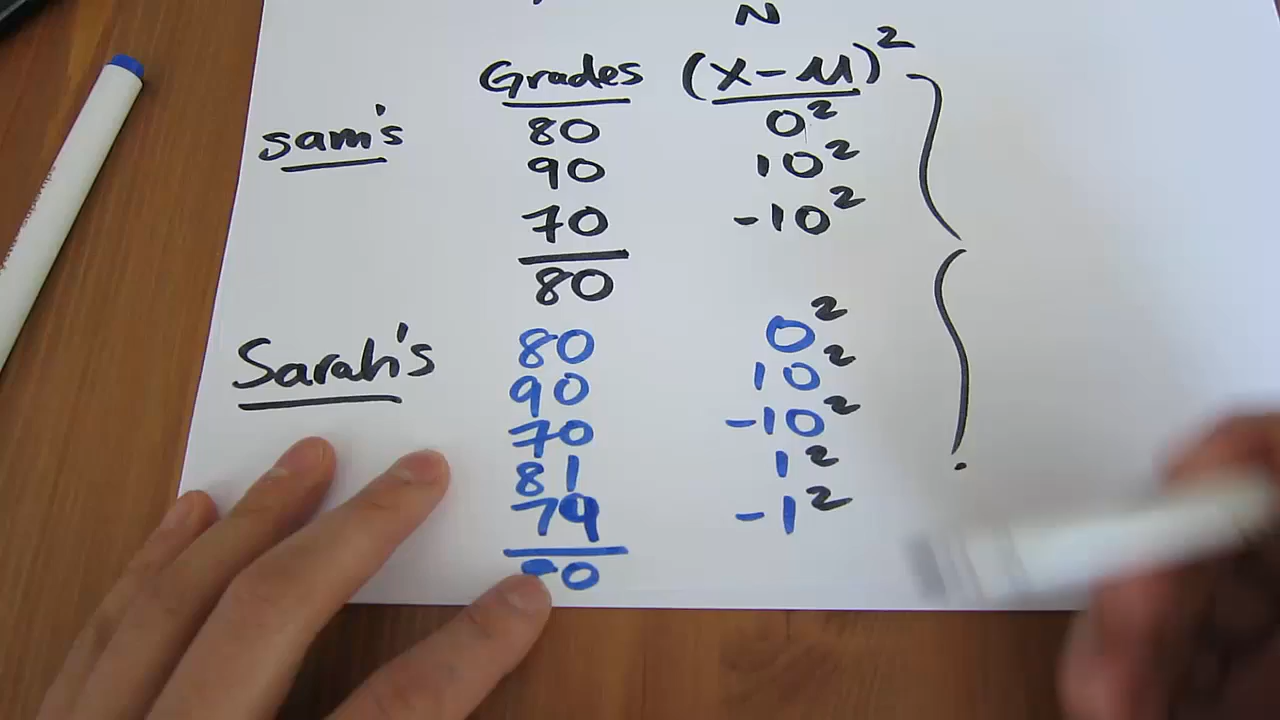 N
Grades (X-µ)²
Sam's 80 0²
90 10²
70 -10²
80
Sarah's 80 0²
90 10²
70 -10²
81 1²
79 -1²